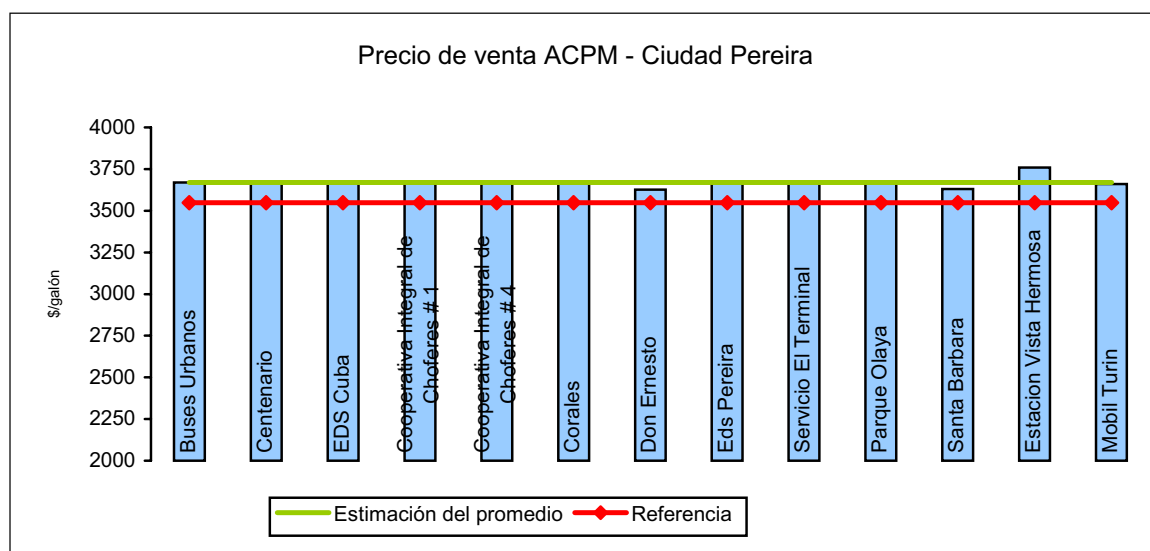 Precio de venta ACPM - Ciudad Pereira
$/galón
4000
3750
3500
3250
3000
2750
2500
2250
2000
Buses Urbanos
Centenario
EDS Cuba
Cooperativa Integral de
Choferes # 1
Cooperativa Integral de
Choferes # 4
Corales
Don Ernesto
Eds Pereira
Servicio El Terminal
Parque Olaya
Santa Barbara
Estacion Vista Hermosa
Mobil Turin
Estimación del promedio
Referencia